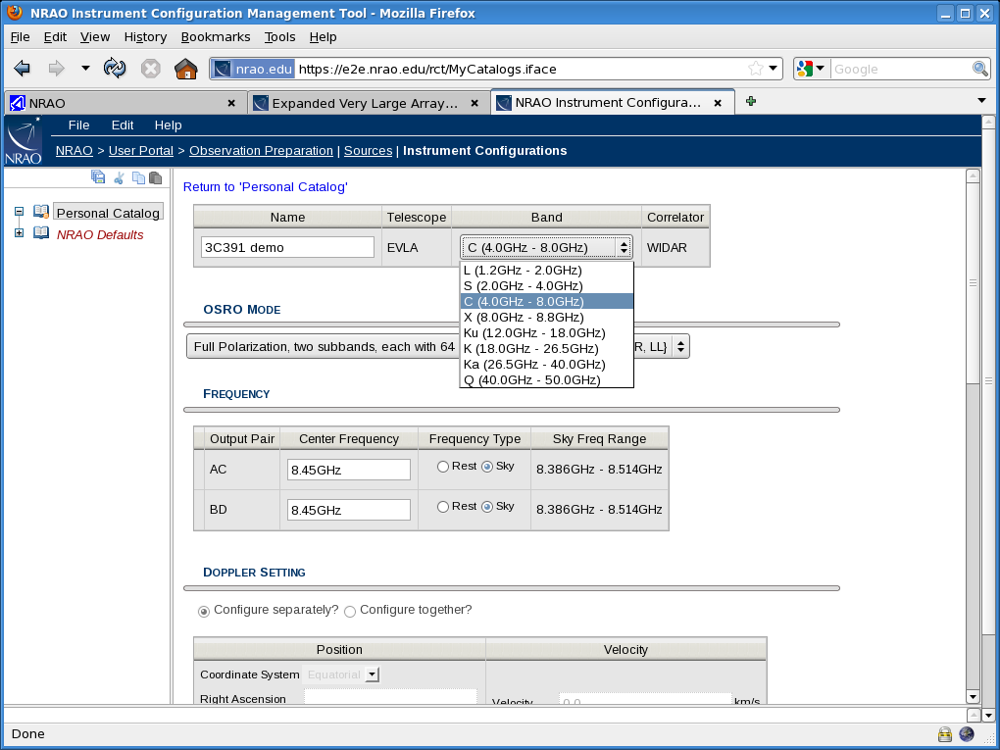 NRAO Instrument Configuration Management Tool - Mozilla Firefox
File Edit View History Bookmarks Tools Help
nrao.edu https://e2e.nrao.edu/rct/MyCatalogs.iface Google
NRAO Expanded Very Large Array... NRAO Instrument Configura...
NRAO
File Edit Help
NRAO > User Portal > Observation Preparation | Sources | Instrument Configurations
Personal Catalog
NRAO Defaults
Return to 'Personal Catalog'
Name Telescope Band Correlator
3C391 demo EVLA C (4.0GHz - 8.0GHz) WIDAR
L (1.2GHz - 2.0GHz)
S (2.0GHz - 4.0GHz)
C (4.0GHz - 8.0GHz)
X (8.0GHz - 8.8GHz)
Ku (12.0GHz - 18.0GHz)
K (18.0GHz - 26.5GHz)
Ka (26.5GHz - 40.0GHz)
Q (40.0GHz - 50.0GHz)
OSRO MODE
Full Polarization, two subbands, each with 64 R, LL}
FREQUENCY
Output Pair Center Frequency Frequency Type Sky Freq Range
AC 8.45GHz Rest Sky 8.386GHz - 8.514GHz
BD 8.45GHz Rest Sky 8.386GHz - 8.514GHz
DOPPLER SETTING
Configure separately? Configure together?
Position Velocity
Coordinate System Equatorial
Right Ascension
Velocity 0.0 km/s
Done